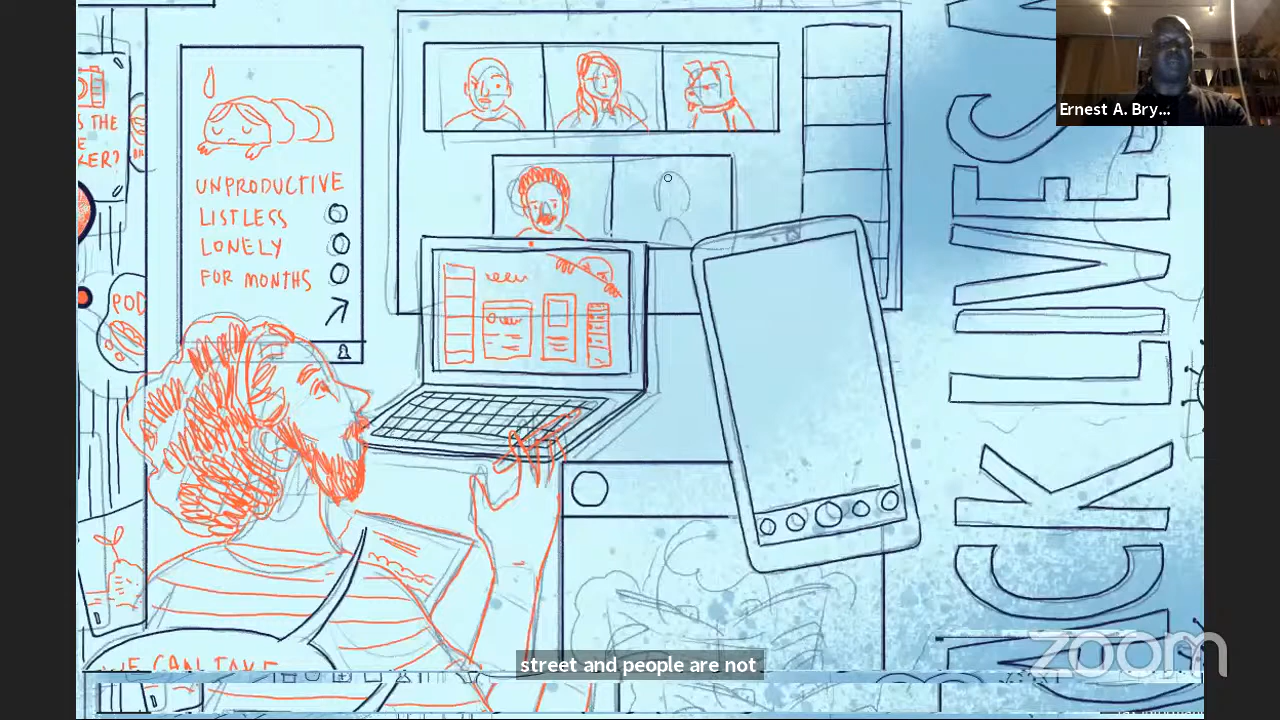 S THE
E
KER?
UNPRODUCTIVE
LISTLESS
LONELY
FOR MONTHS
POD
WE CAN TAKE
CK LIVES
Ernest A. Bry...
street and people are not
zoom